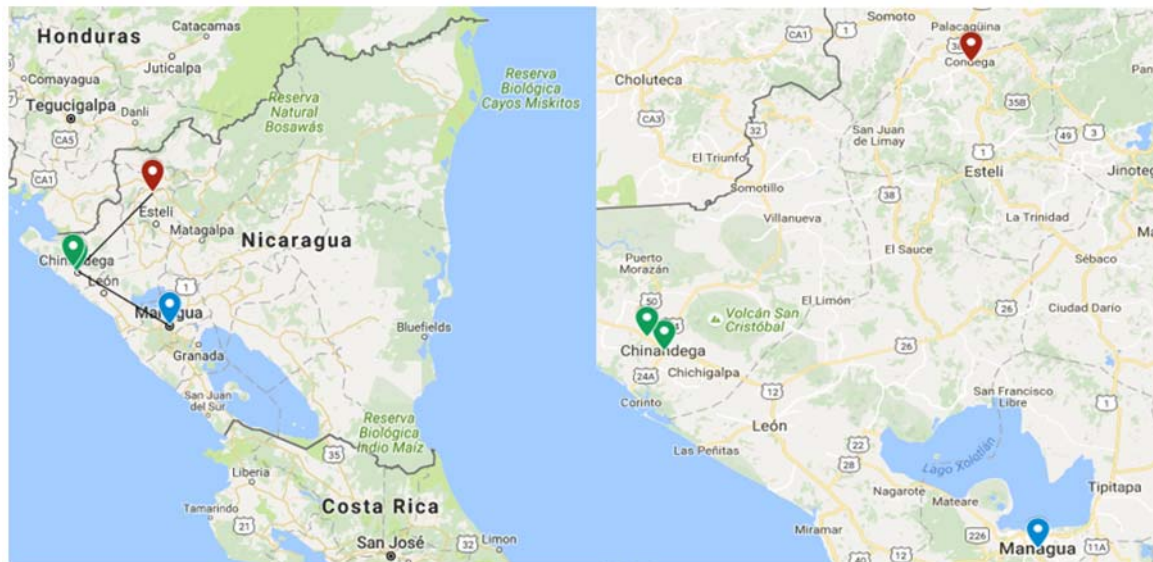 Honduras
Catacamas
Juticalpa
Comayagua
Tegucigalpa
Danli
CA5
CA1
Reserva
Biológica
Cayos Miskitos
Reserva
Natural
Bosawás
Estelí
Matagalpa
Nicaragua
León
1
Granada
Bluefields
San Juan
del Sur
Reserva
Biológica
Indio Maíz
35
Liberia
Costa Rica
Tamarindo
21
San José
32
Limon
Somoto
Palacagüina
CA1
1
Choluteca
Condega
CA3
32
35B
49
3
San Juan
de Limay
1
El Triunfo
Estelí
Somotillo
38
Villanueva
La Trinidad
El Sauce
Sébaco
Puerto
Morazán
50
El Limón
Ciudad Darío
Volcán San
Cristóbal
Chinandega
26
26
24A
Chichigalpa
12
San Francisco
Libre
1
Corinto
León
Las Peñitas
22
Lago Xolotlán
28
Nagarote
Mateare
Tipitapa
Miramar
226
Managua
11A
12